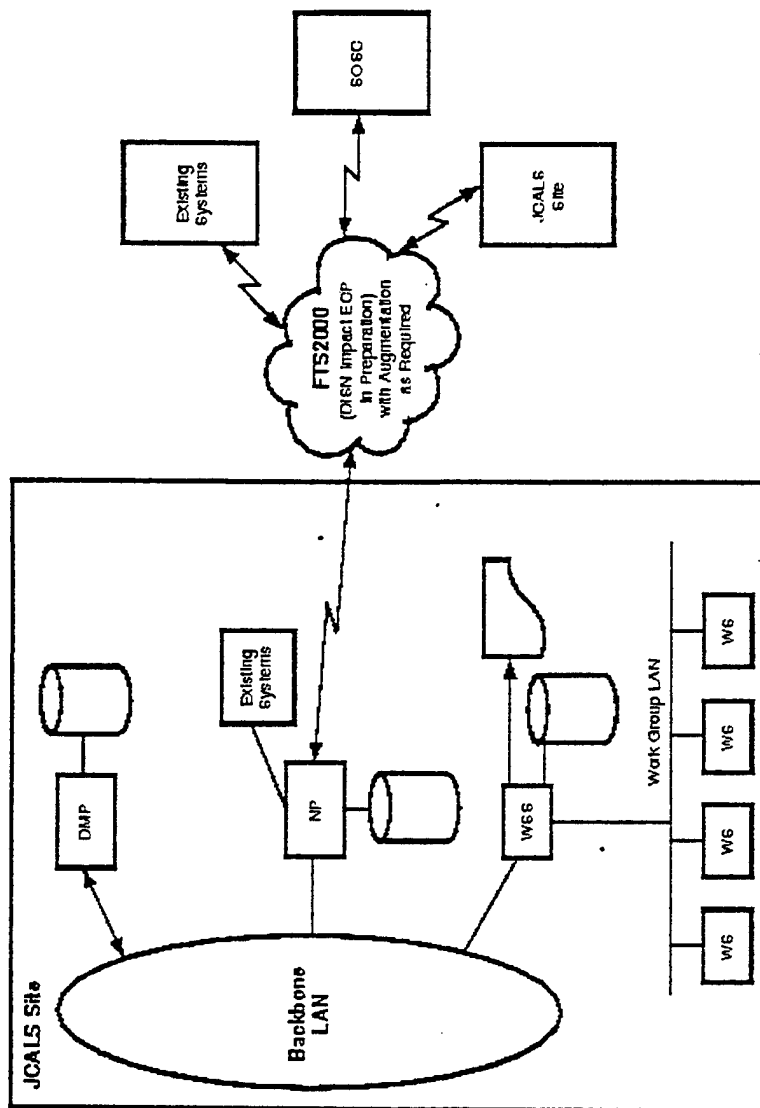 JCALS Site
Backbone
LAN
DMP
NP
Existing
Systems
WSS
Work Group LAN
WS
WS
WS
WS
FTS2000
(DISN Impact ECP
In Preparation)
with Augmentation
as Required
Existing
Systems
SOSC
JCALS
Site